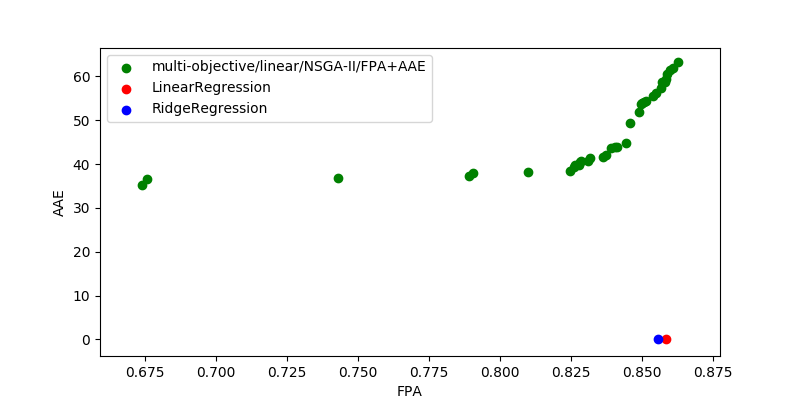 multi-objective/linear/NSGA-II/FPA+AAE
LinearRegression
RidgeRegression
AAE
60
50
40
30
20
10
0
0.675 0.700 0.725 0.750 0.775 0.800 0.825 0.850 0.875
FPA